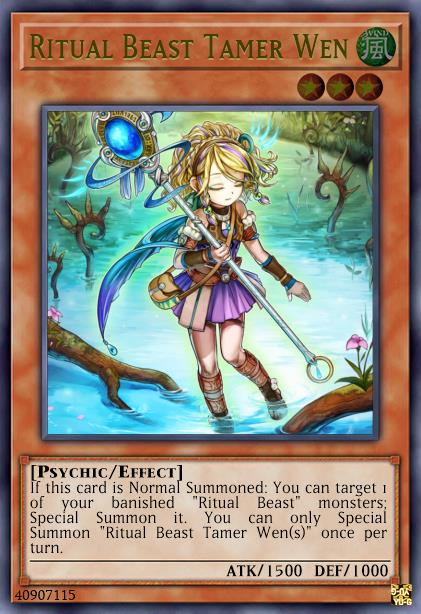 Ritual Beast Tamer Wen
WIND
風
[Psychic/Effect]
If this card is Normal Summoned: You can target 1
of your banished "Ritual Beast" monsters;
Special Summon it. You can only Special
Summon "Ritual Beast Tamer Wen(s)" once per
turn.
ATK/1500 DEF/1000
40907115